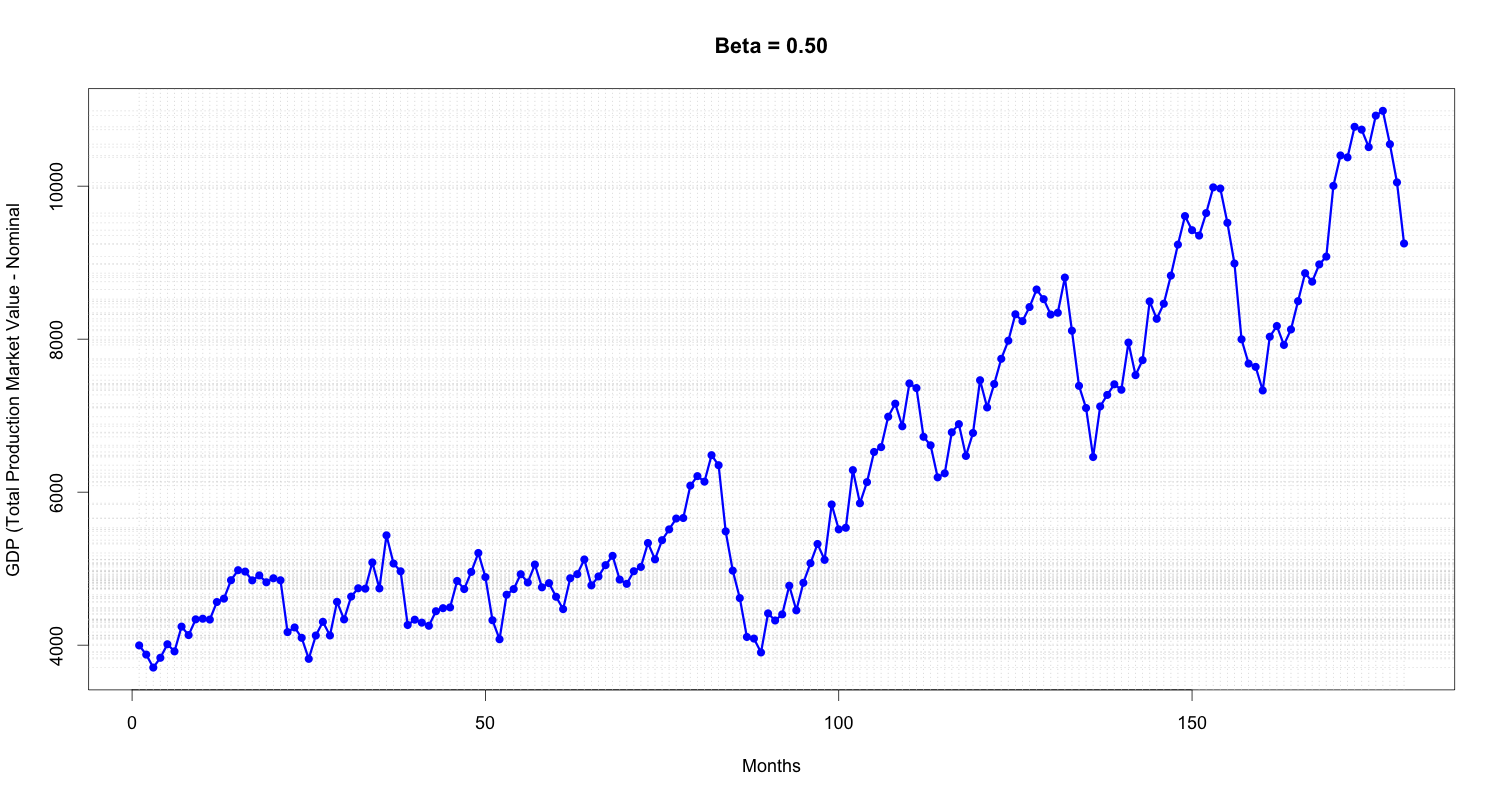 Beta = 0.50
GDP (Total Production Market Value - Nominal
10000
8000
6000
4000
0 50 100 150
Months